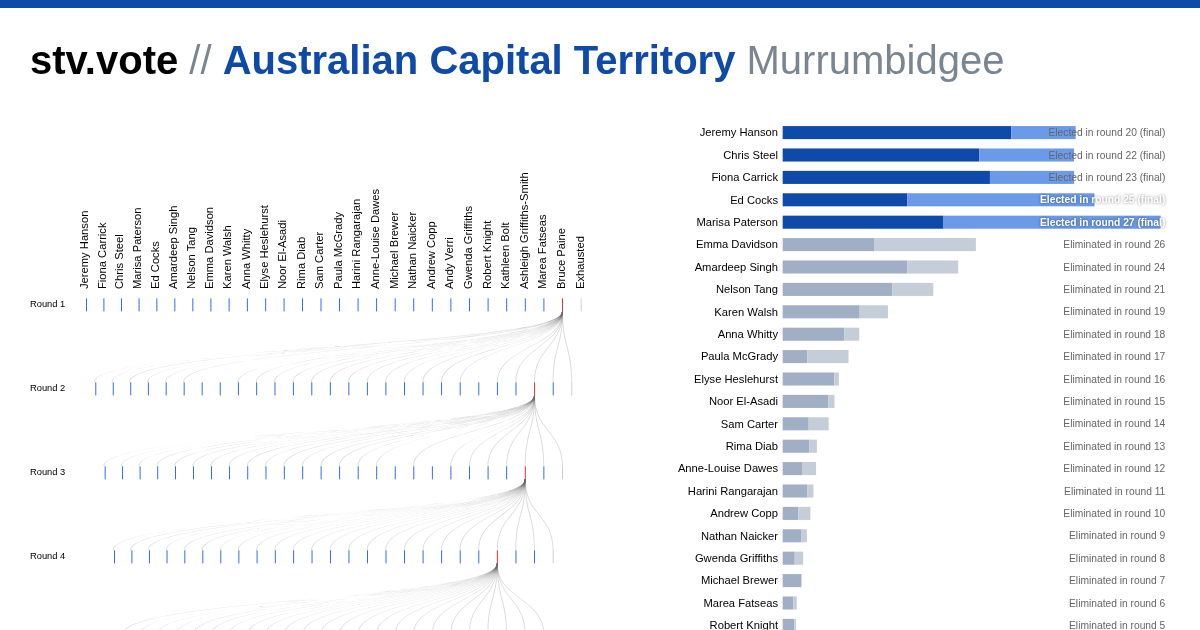 stv.vote // Australian Capital Territory Murrumbidgee
Jeremy Hanson
Fiona Carrick
Chris Steel
Marisa Paterson
Ed Cocks
Amardeep Singh
Nelson Tang
Emma Davidson
Karen Walsh
Anna Whitty
Elyse Heslehurst
Noor El-Asadi
Rima Diab
Sam Carter
Paula McGrady
Harini Rangarajan
Anne-Louise Dawes
Michael Brewer
Nathan Naicker
Andrew Copp
Andy Verri
Gwenda Griffiths
Robert Knight
Kathleen Bolt
Ashleigh Griffiths-Smith
Marea Fatseas
Bruce Paine
Exhausted
Round 1
Round 2
Round 3
Round 4
Jeremy Hanson Elected in round 20 (final)
Chris Steel Elected in round 22 (final)
Fiona Carrick Elected in round 23 (final)
Ed Cocks Elected in round 25 (final)
Marisa Paterson Elected in round 27 (final)
Emma Davidson Eliminated in round 26
Amardeep Singh Eliminated in round 24
Nelson Tang Eliminated in round 21
Karen Walsh Eliminated in round 19
Anna Whitty Eliminated in round 18
Paula McGrady Eliminated in round 17
Elyse Heslehurst Eliminated in round 16
Noor El-Asadi Eliminated in round 15
Sam Carter Eliminated in round 14
Rima Diab Eliminated in round 13
Anne-Louise Dawes Eliminated in round 12
Harini Rangarajan Eliminated in round 11
Andrew Copp Eliminated in round 10
Nathan Naicker Eliminated in round 9
Gwenda Griffiths Eliminated in round 8
Michael Brewer Eliminated in round 7
Marea Fatseas Eliminated in round 6
Robert Knight Eliminated in round 5